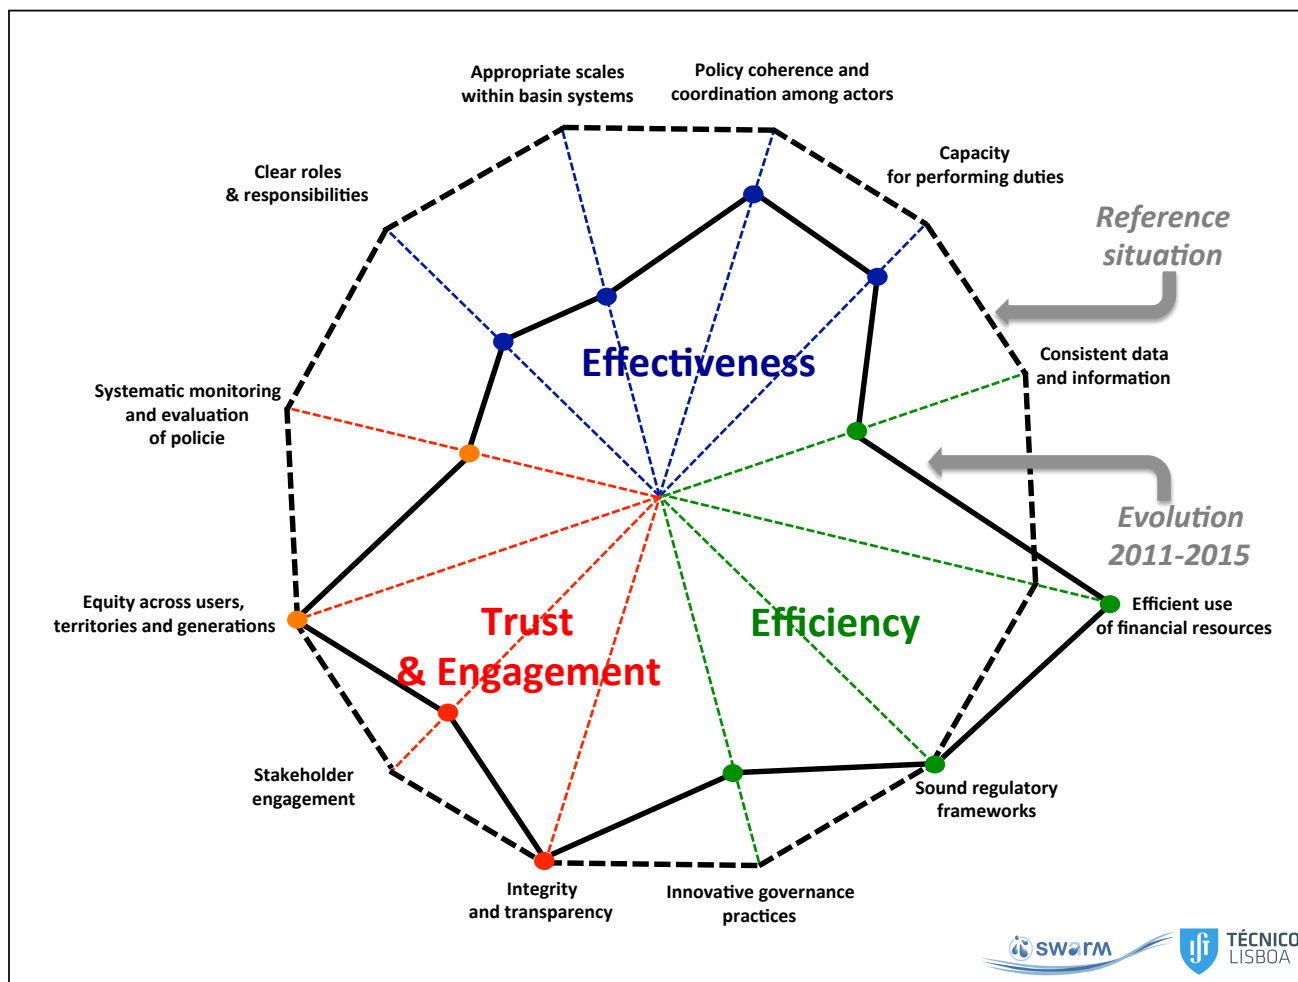 Appropriate scales
within basin systems
Policy coherence and
coordination among actors
Clear roles
& responsibilities
Capacity
for performing duties
Reference
situation
Effectiveness
Consistent data
and information
Systematic monitoring
and evaluation
of policie
Evolution
2011-2015
Equity across users,
territories and generations
Trust
& Engagement
Efficiency
Efficient use
of financial resources
Stakeholder
engagement
Sound regulatory
frameworks
Integrity
and transparency
Innovative governance
practices
swarm
TÉCNICO
LISBOA